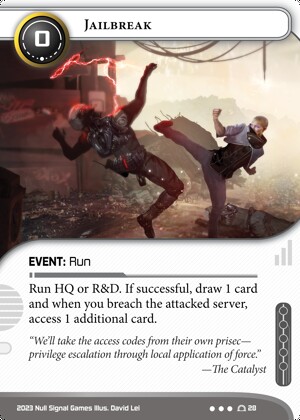 0
JAILBREAK
EVENT: Run
Run HQ or R&D. If successful, draw 1 card
and when you breach the attacked server,
access 1 additional card.
"We'll take the access codes from their own prisec—
privilege escalation through local application of force."
—The Catalyst
2023 Null Signal Games Illus. David Lei
28